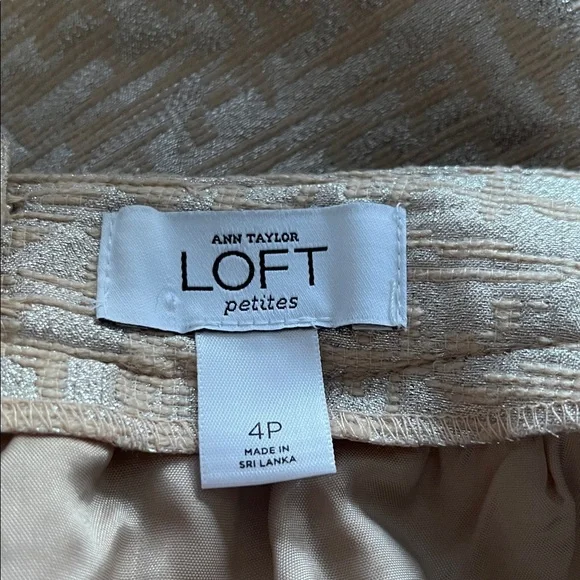 ANN TAYLOR
LOFT
petites
4P
MADE IN
SRI LANKA